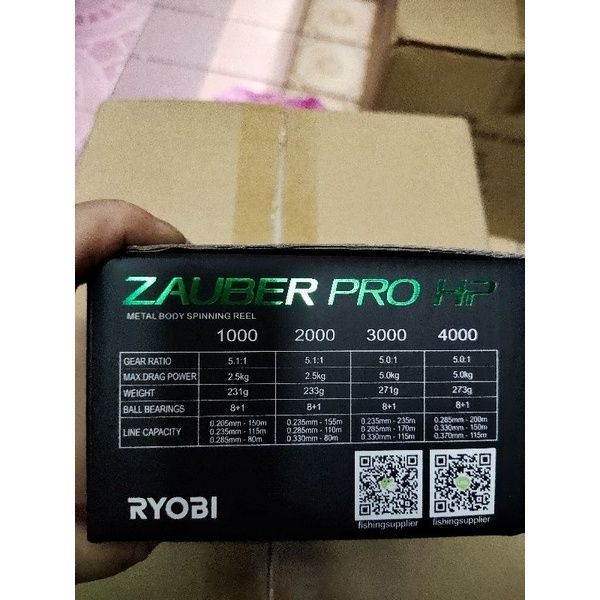 ZAUBER PRO HP
METAL BODY SPINNING REEL
1000 2000 3000 4000
GEAR RATIO 5.1:1 5.1:1 5.0:1 5.0:1
MAX.DRAG POWER 2.5kg 2.5kg 5.0kg 5.0kg
WEIGHT 231g 233g 271g 273g
BALL BEARINGS 8+1 8+1 8+1 8+1
LINE CAPACITY 0.205mm - 150m 0.235mm - 155m 0.235mm - 235m 0.285mm - 200m
0.235mm - 115m 0.285mm - 110m 0.285mm - 170m 0.330mm - 150m
0.285mm - 80m 0.330mm - 80m 0.330mm - 115m 0.370mm - 115m
RYOBI
fishingsupplier fishingsupplier